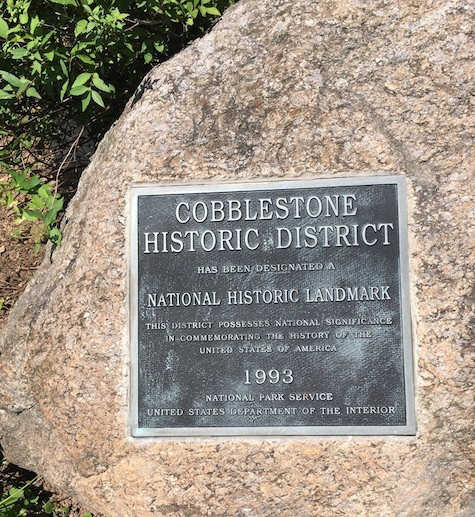 COBBLESTONE
HISTORIC DISTRICT
HAS BEEN DESIGNATED A
NATIONAL HISTORIC LANDMARK
THIS DISTRICT POSSESSES NATIONAL SIGNIFICANCE
IN COMMEMORATING THE HISTORY OF THE
UNITED STATES OF AMERICA
1993
NATIONAL PARK SERVICE
UNITED STATES DEPARTMENT OF THE INTERIOR